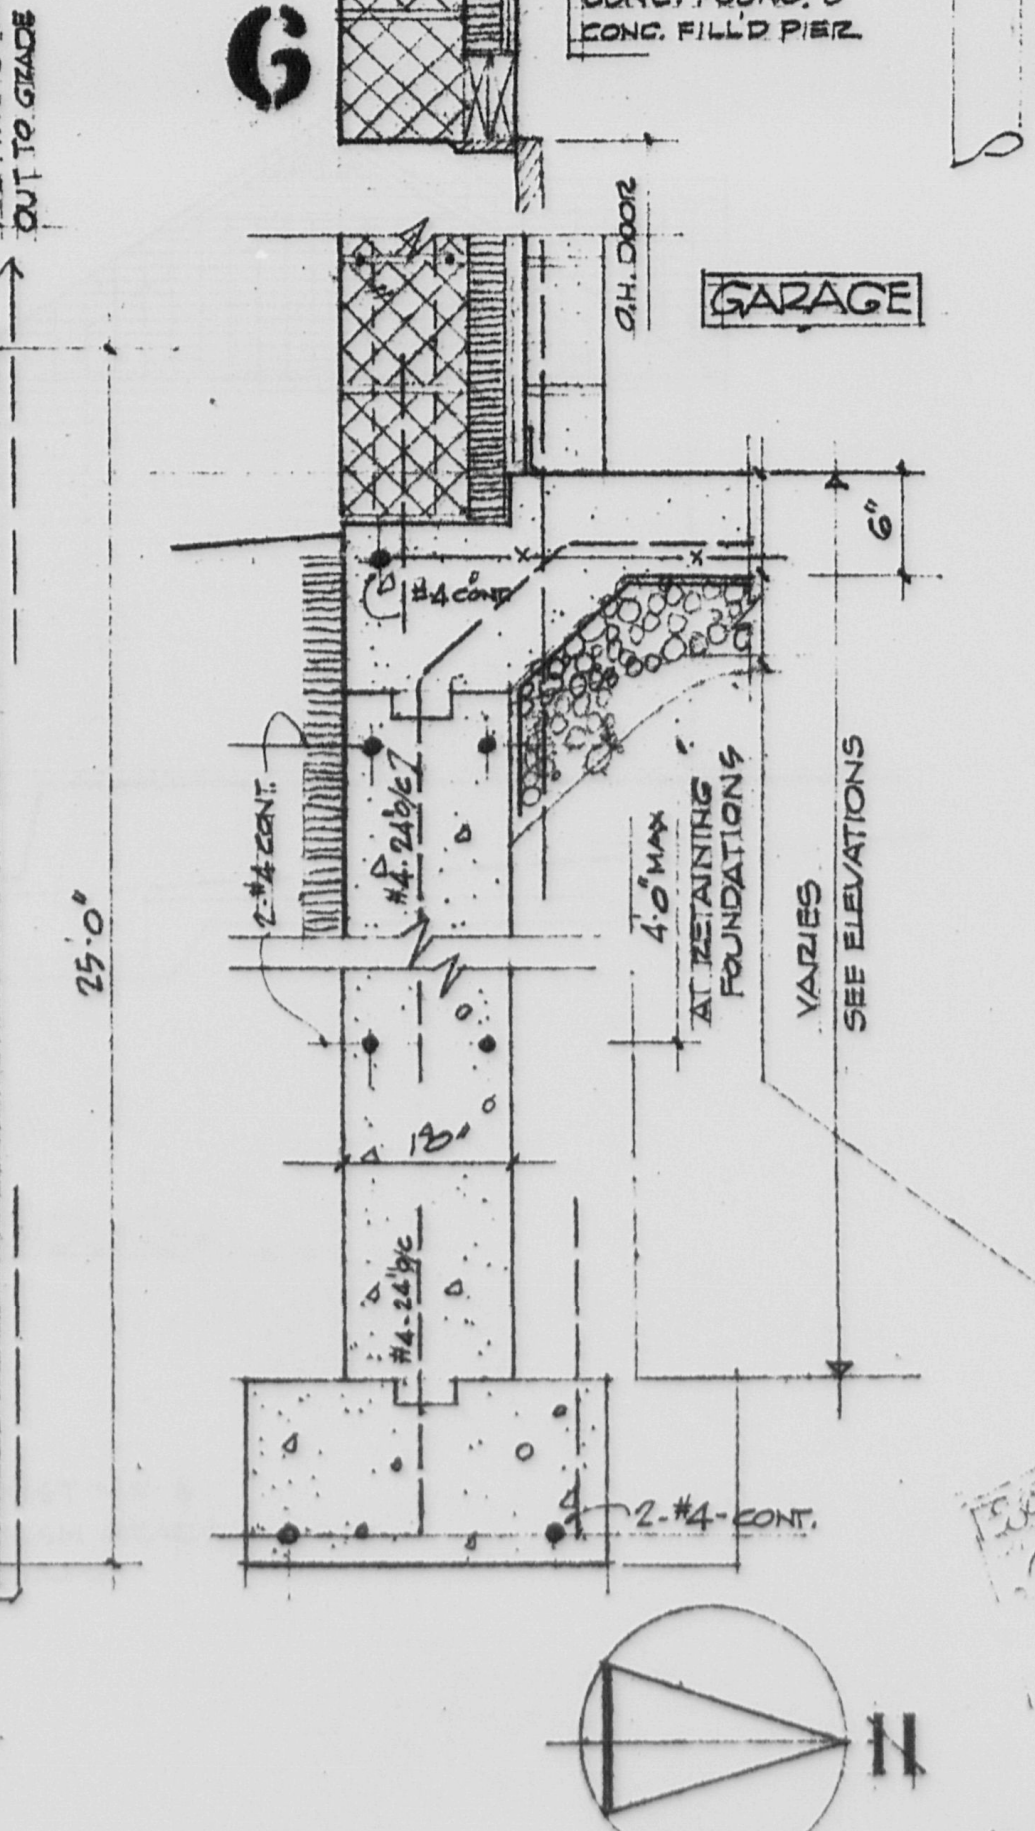 OUT TO GRADE
6
CONC. FILL'D PIER
O.H. DOOR
GARAGE
6"
#4 CONT.
2-#4 CONT.
#4-24"o/c
4'-0" MAX
AT RETAINING
FOUNDATIONS
VARIES
SEE ELEVATIONS
25'-0"
#4-24"o/c
2-#4-CONT.
N